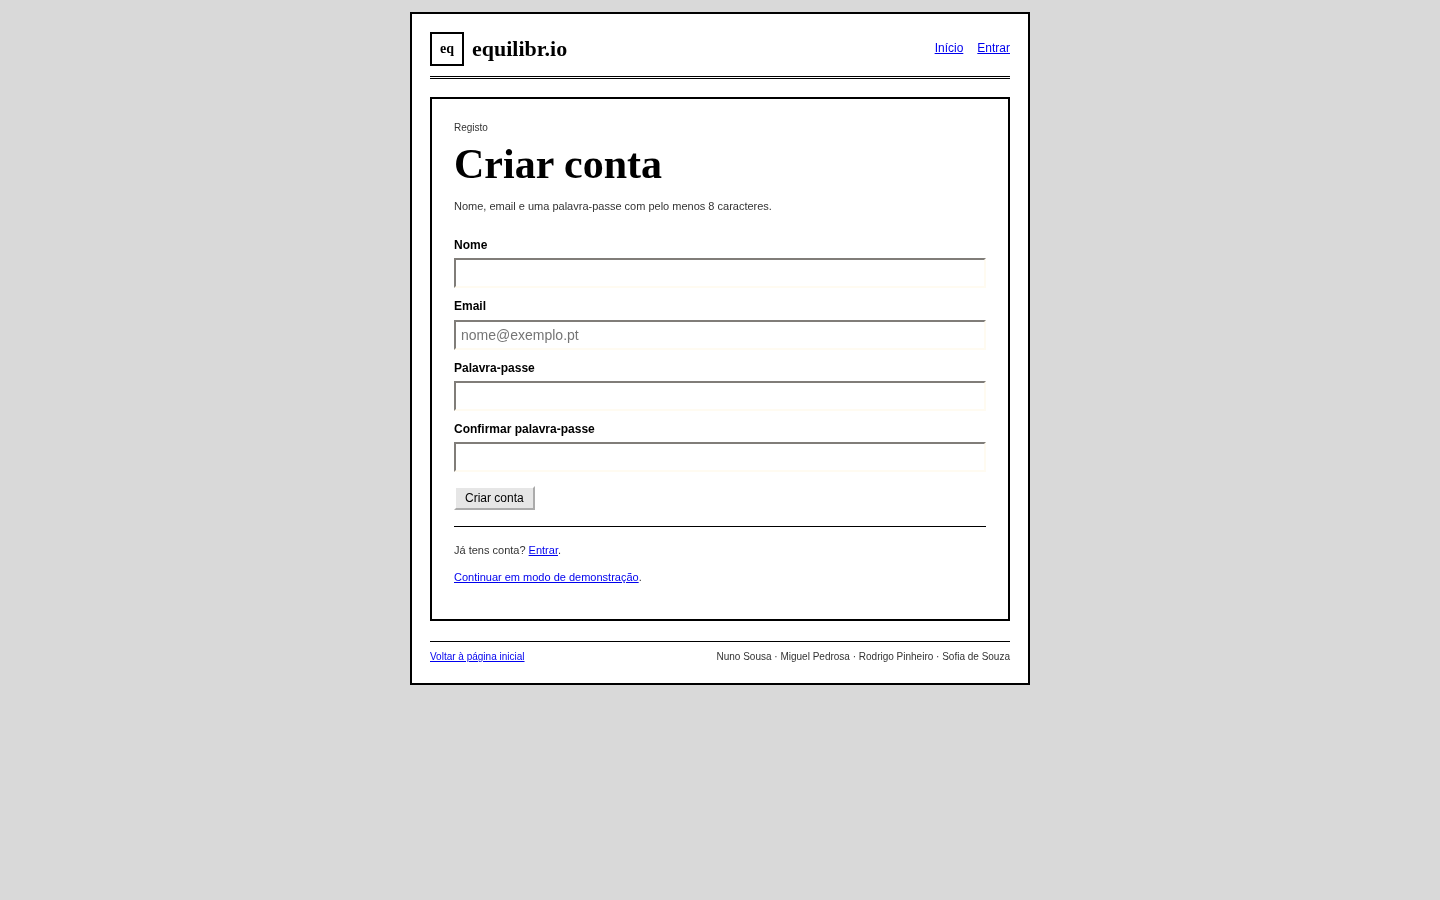 eq equilibr.io
Início Entrar
Registo
Criar conta
Nome, email e uma palavra-passe com pelo menos 8 caracteres.
Nome
Email
nome@exemplo.pt
Palavra-passe
Confirmar palavra-passe
Criar conta
Já tens conta? Entrar.
Continuar em modo de demonstração.
Voltar à página inicial
Nuno Sousa · Miguel Pedrosa · Rodrigo Pinheiro · Sofia de Souza